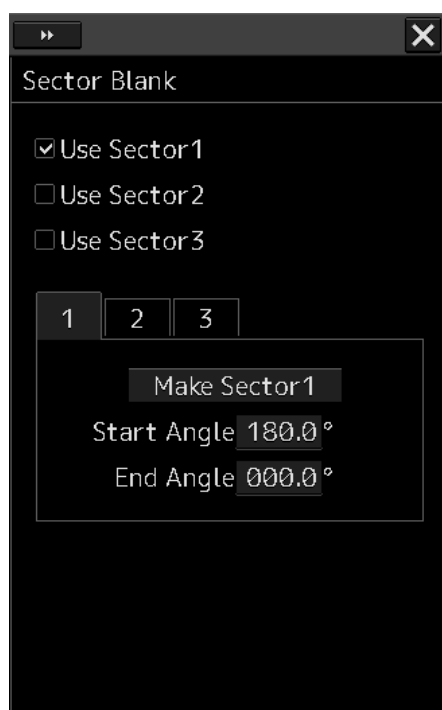 Sector Blank
Use Sector1
Use Sector2
Use Sector3
1 2 3
Make Sector1
Start Angle 180.0°
End Angle 000.0°